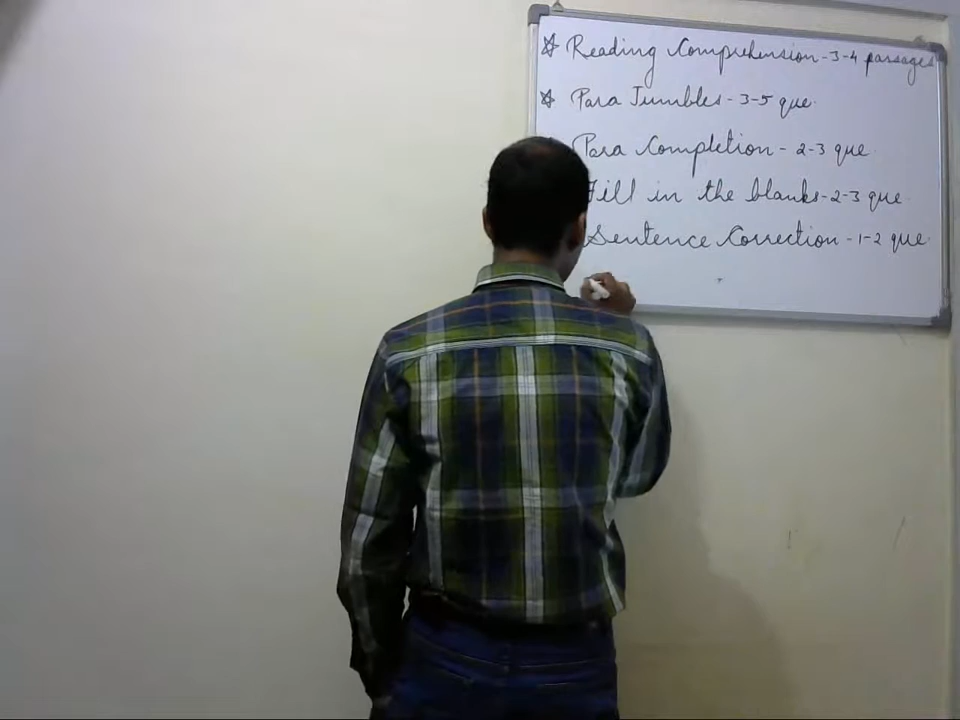 ☆ Reading Comprehension - 3-4 passages
☆ Para Jumbles - 3-5 que.
Para Completion - 2-3 que.
Fill in the blanks - 2-3 que.
Sentence Correction - 1-2 que.